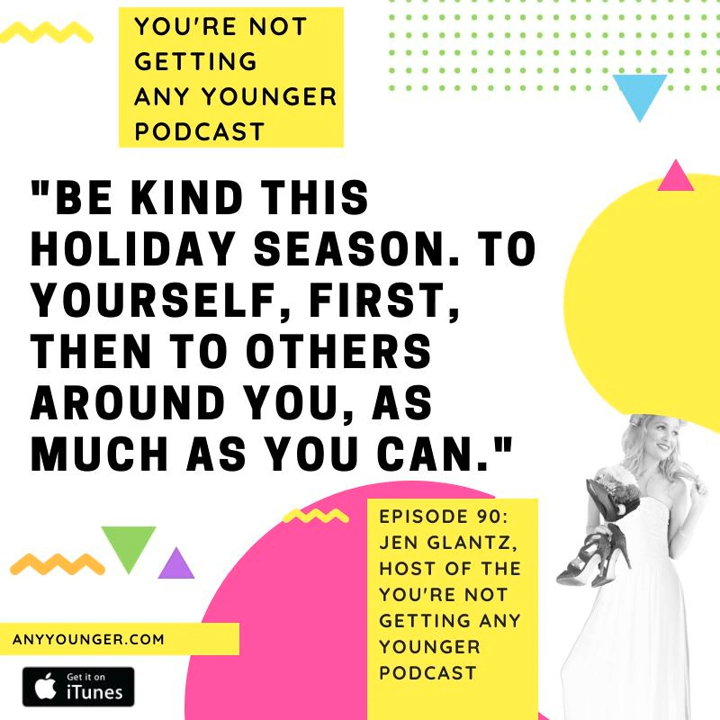 YOU'RE NOT
GETTING
ANY YOUNGER
PODCAST
"BE KIND THIS
HOLIDAY SEASON. TO
YOURSELF, FIRST,
THEN TO OTHERS
AROUND YOU, AS
MUCH AS YOU CAN."
EPISODE 90:
JEN GLANTZ,
HOST OF THE
YOU'RE NOT
GETTING ANY
YOUNGER
PODCAST
ANYYOUNGER.COM
Get it on
iTunes